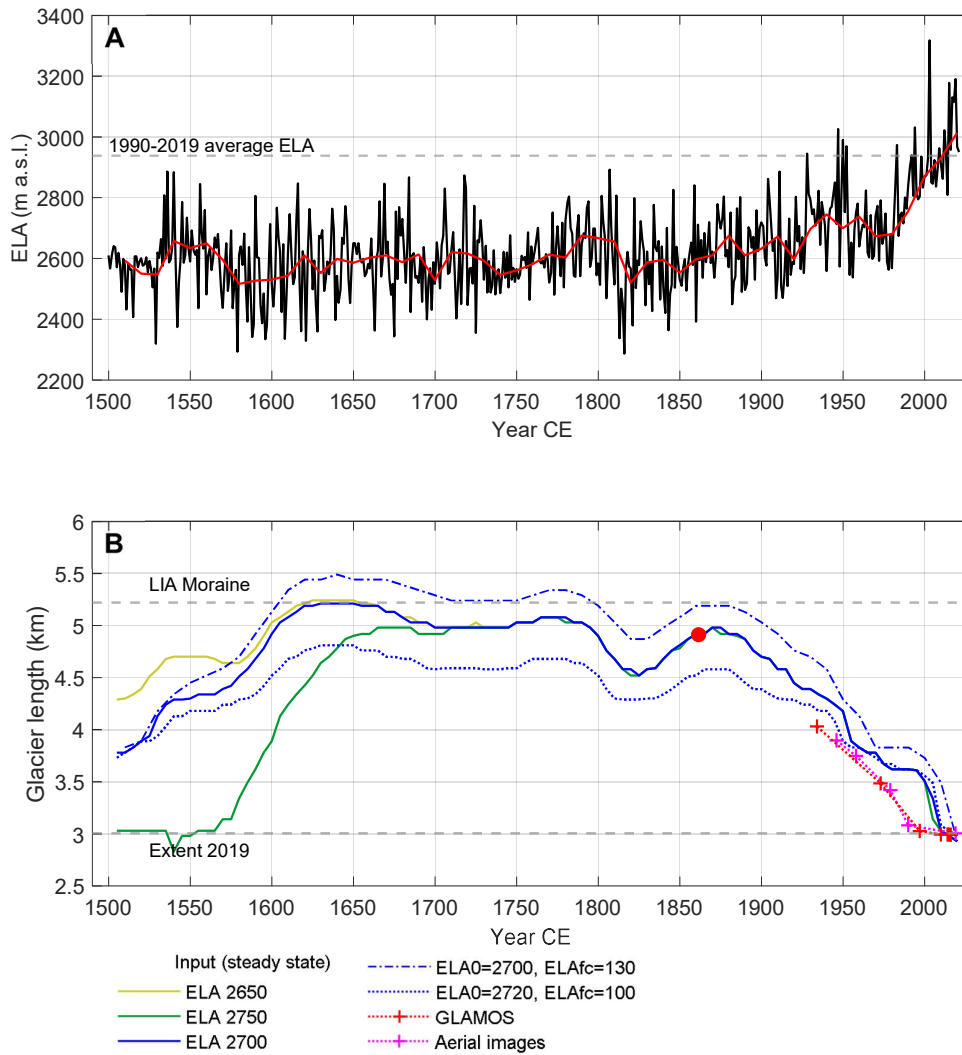 A
3400
3200
3000
2800
2600
2400
2200
ELA (m a.s.l.)
1990-2019 average ELA
1500 1550 1600 1650 1700 1750 1800 1850 1900 1950 2000
Year CE
B
6
5.5
5
4.5
4
3.5
3
2.5
Glacier length (km)
LIA Moraine
Extent 2019
1500 1550 1600 1650 1700 1750 1800 1850 1900 1950 2000
Year CE
Input (steady state)
ELA 2650
ELA 2750
ELA 2700
ELA0=2700, ELAfc=130
ELA0=2720, ELAfc=100
GLAMOS
Aerial images